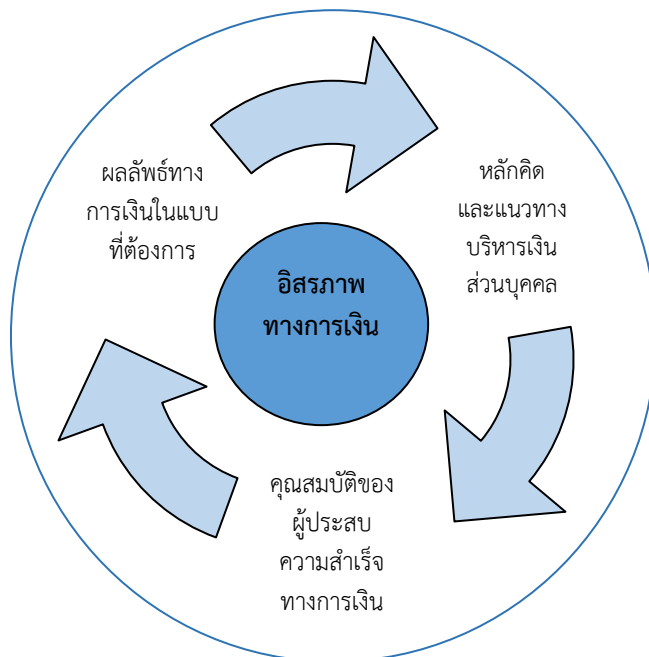 ผลลัพธ์ทาง
การเงินในแบบ
ที่ต้องการ
หลักคิด
และแนวทาง
บริหารเงิน
ส่วนบุคคล
อิสรภาพ
ทางการเงิน
คุณสมบัติของ
ผู้ประสบ
ความสำเร็จ
ทางการเงิน